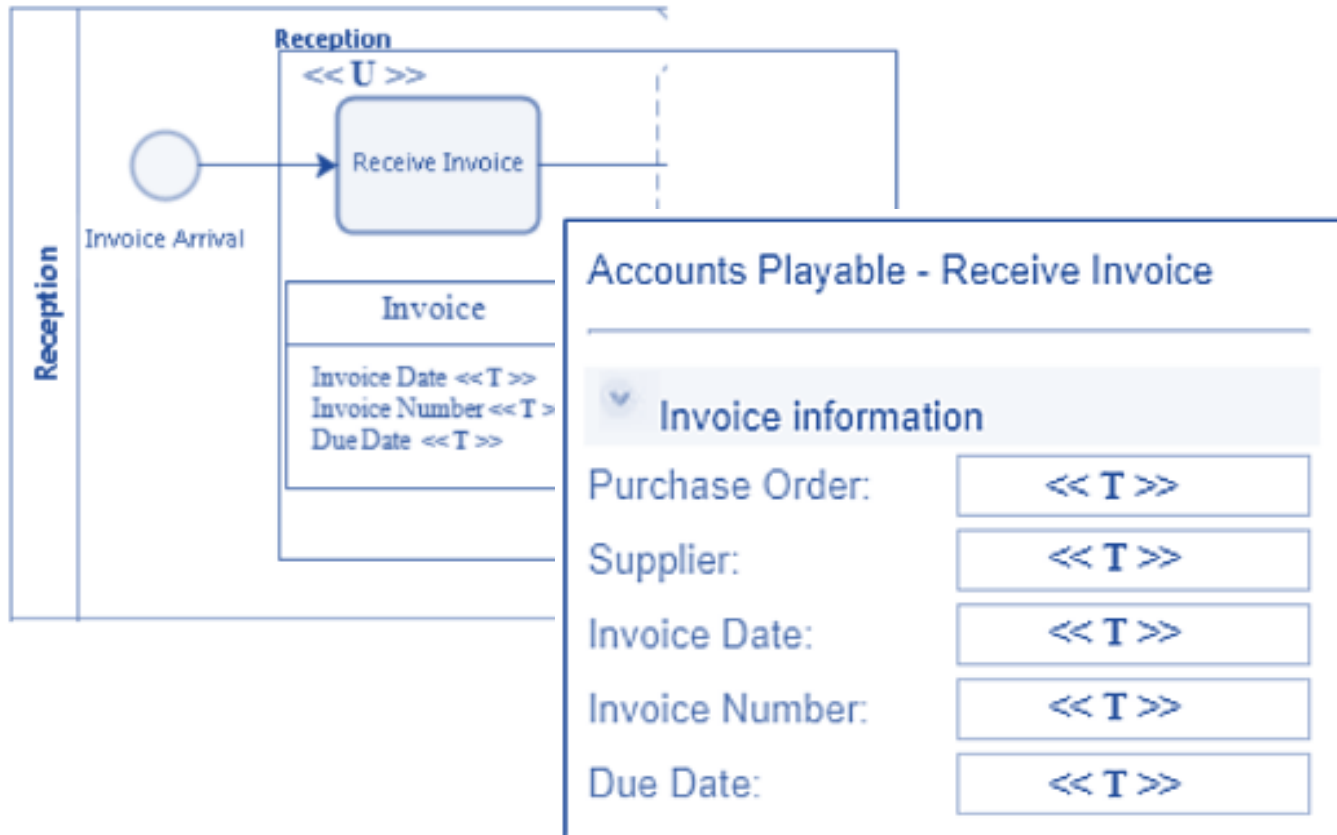 Reception
<< U >>
Receive Invoice
Invoice Arrival
Reception
Invoice
Invoice Date << T >>
Invoice Number << T >
Due Date << T >>
Accounts Playable - Receive Invoice
Invoice information
Purchase Order: << T >>
Supplier: << T >>
Invoice Date: << T >>
Invoice Number: << T >>
Due Date: << T >>